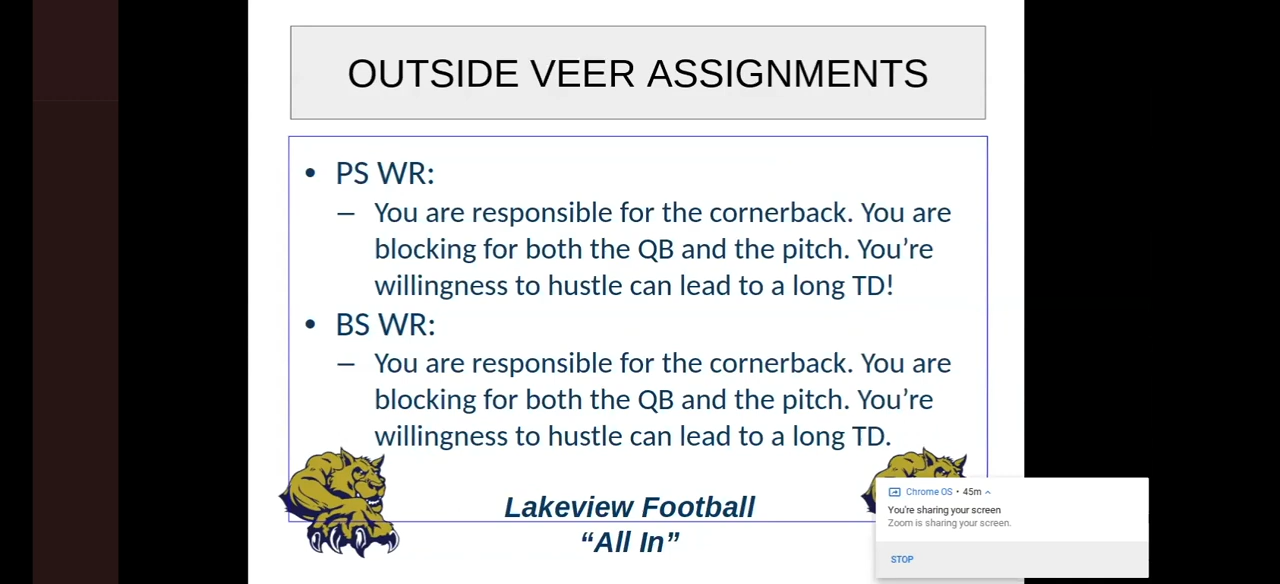 OUTSIDE VEER ASSIGNMENTS
• PS WR:
– You are responsible for the cornerback. You are
blocking for both the QB and the pitch. You’re
willingness to hustle can lead to a long TD!
• BS WR:
– You are responsible for the cornerback. You are
blocking for both the QB and the pitch. You’re
willingness to hustle can lead to a long TD.
Lakeview Football
“All In”
Chrome OS • 45m
You're sharing your screen
Zoom is sharing your screen.
STOP